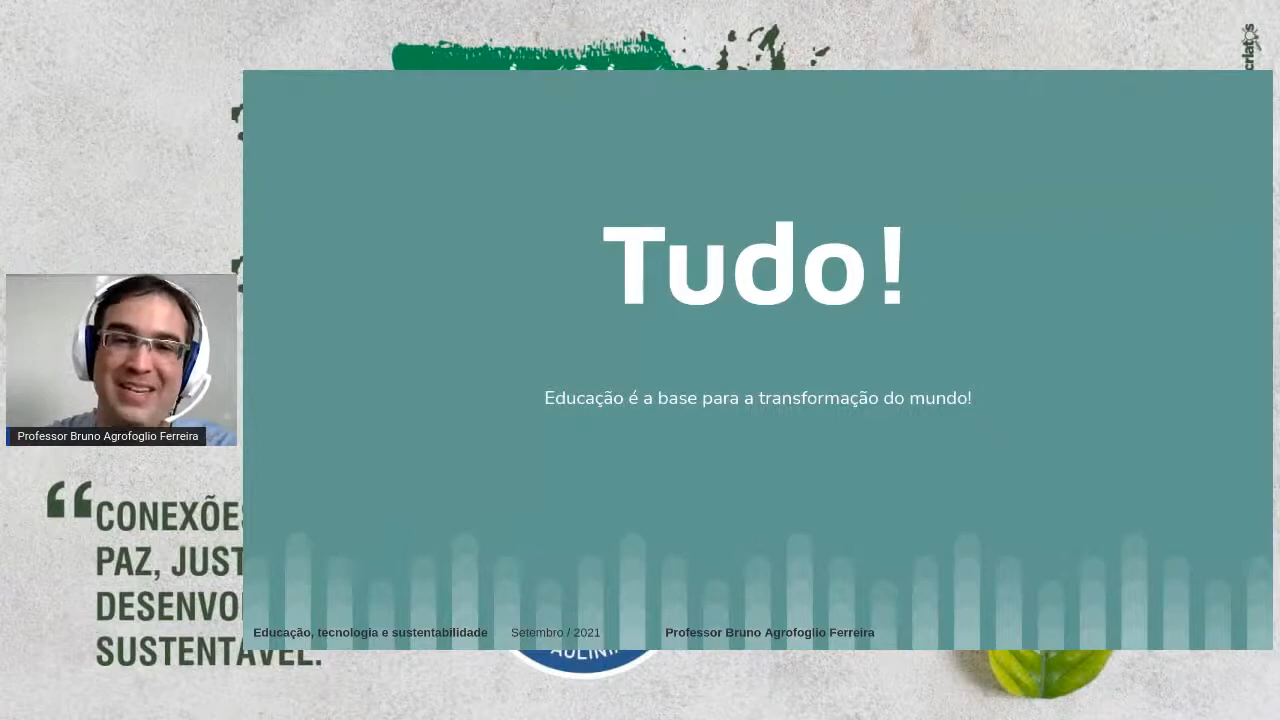 criatos
Tudo!
Educação é a base para a transformação do mundo!
Professor Bruno Agrofoglio Ferreira
“CONEXÕES
PAZ, JUST
DESENVO
SUSTENTÁVEL.
Educação, tecnologia e sustentabilidade Setembro / 2021 Professor Bruno Agrofoglio Ferreira